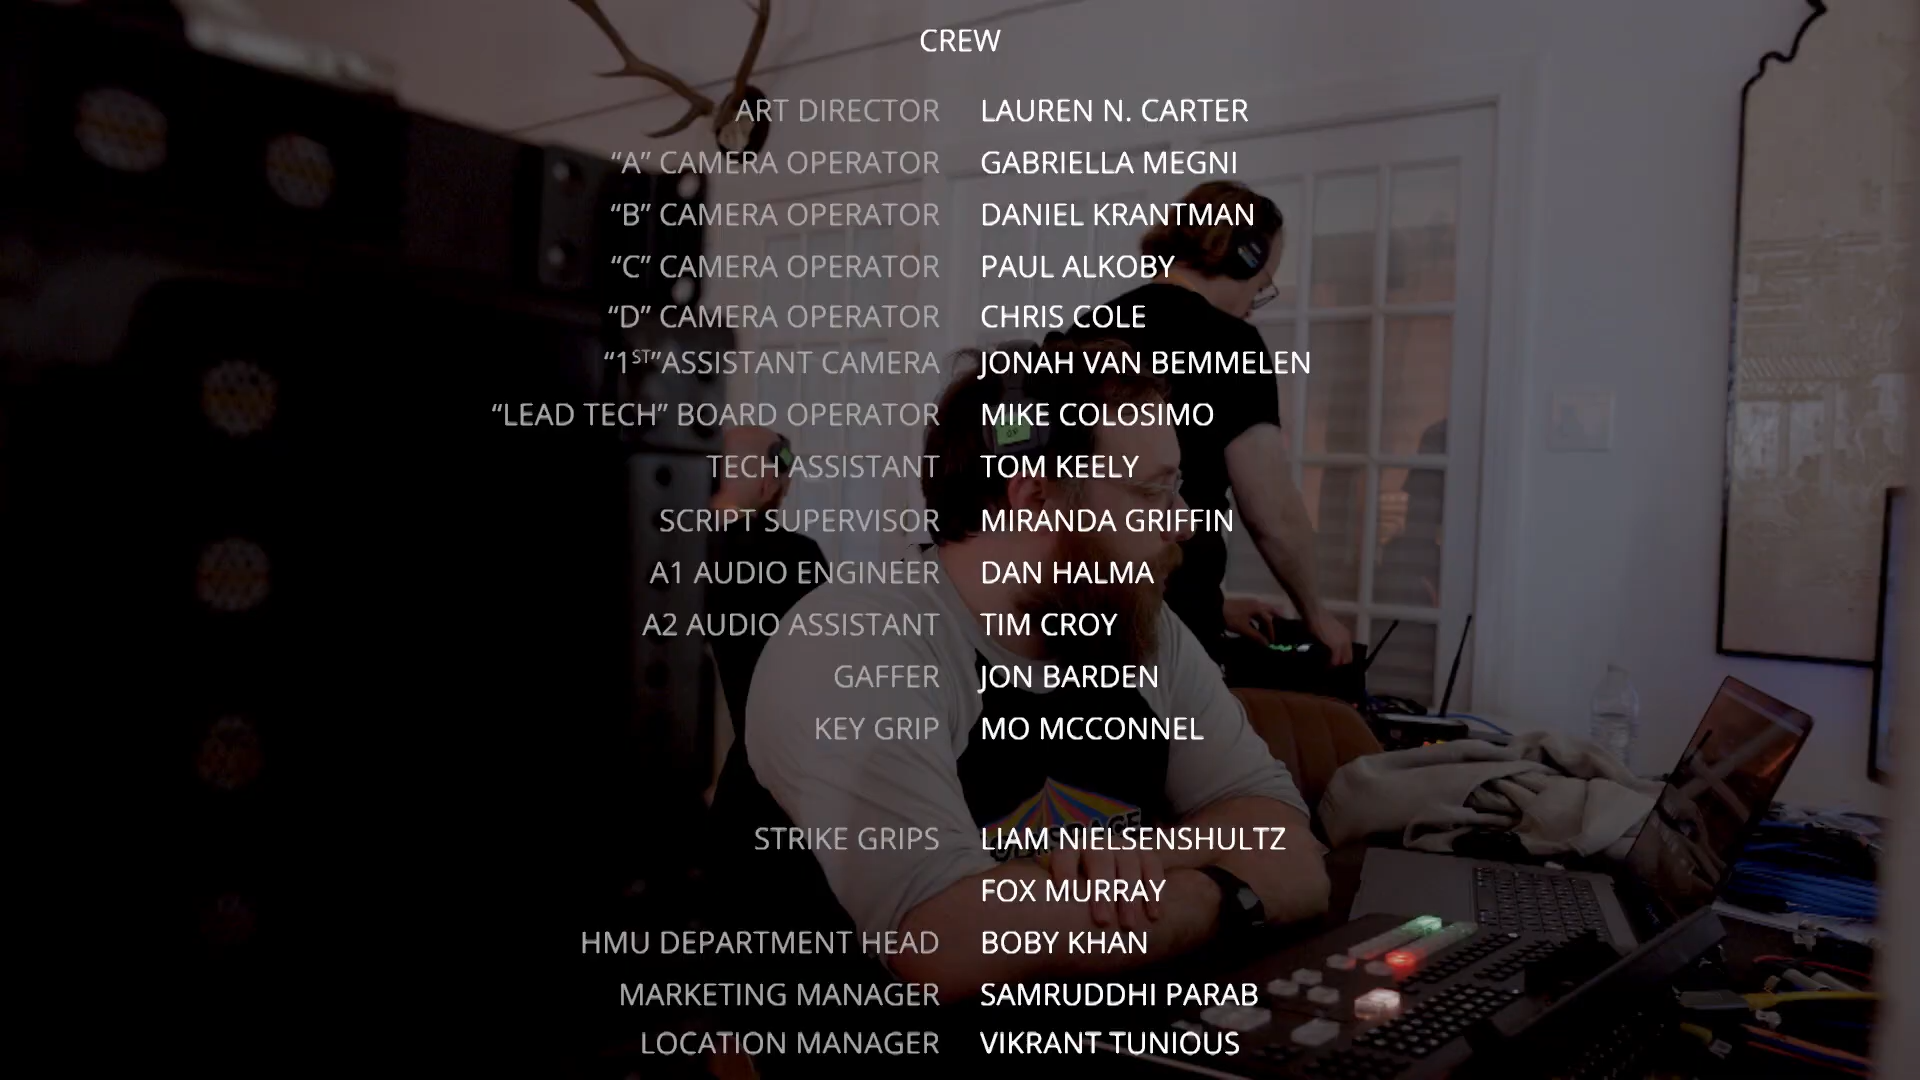 CREW
ART DIRECTOR LAUREN N. CARTER
“A” CAMERA OPERATOR GABRIELLA MEGNI
“B” CAMERA OPERATOR DANIEL KRANTMAN
“C” CAMERA OPERATOR PAUL ALKOBY
“D” CAMERA OPERATOR CHRIS COLE
“1ST”ASSISTANT CAMERA JONAH VAN BEMMELEN
“LEAD TECH” BOARD OPERATOR MIKE COLOSIMO
TECH ASSISTANT TOM KEELY
SCRIPT SUPERVISOR MIRANDA GRIFFIN
A1 AUDIO ENGINEER DAN HALMA
A2 AUDIO ASSISTANT TIM CROY
GAFFER JON BARDEN
KEY GRIP MO MCCONNEL
STRIKE GRIPS LIAM NIELSENSHULTZ
FOX MURRAY
HMU DEPARTMENT HEAD BOBY KHAN
MARKETING MANAGER SAMRUDDHI PARAB
LOCATION MANAGER VIKRANT TUNIOUS